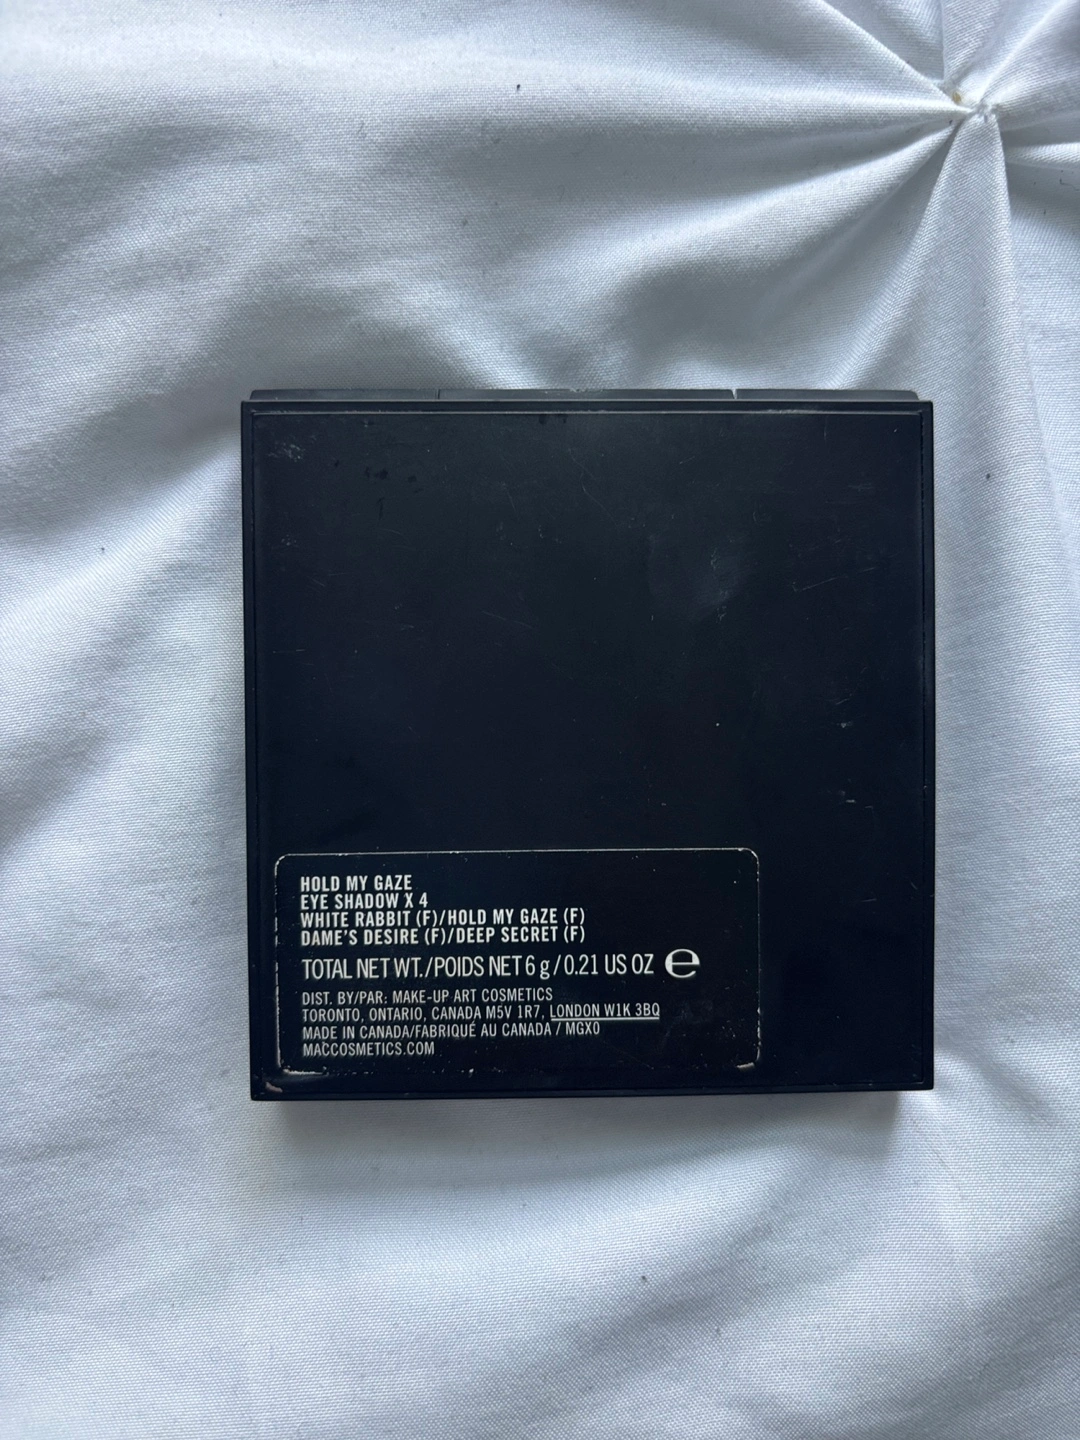 HOLD MY GAZE
EYE SHADOW X 4
WHITE RABBIT (F)/HOLD MY GAZE (F)
DAME'S DESIRE (F)/DEEP SECRET (F)
TOTAL NET WT./POIDS NET 6 g/0.21 US OZ ℮
DIST. BY/PAR: MAKE-UP ART COSMETICS
TORONTO, ONTARIO, CANADA M5V 1R7, LONDON W1K 3BQ
MADE IN CANADA/FABRIQUÉ AU CANADA / MGX0
MACCOSMETICS.COM